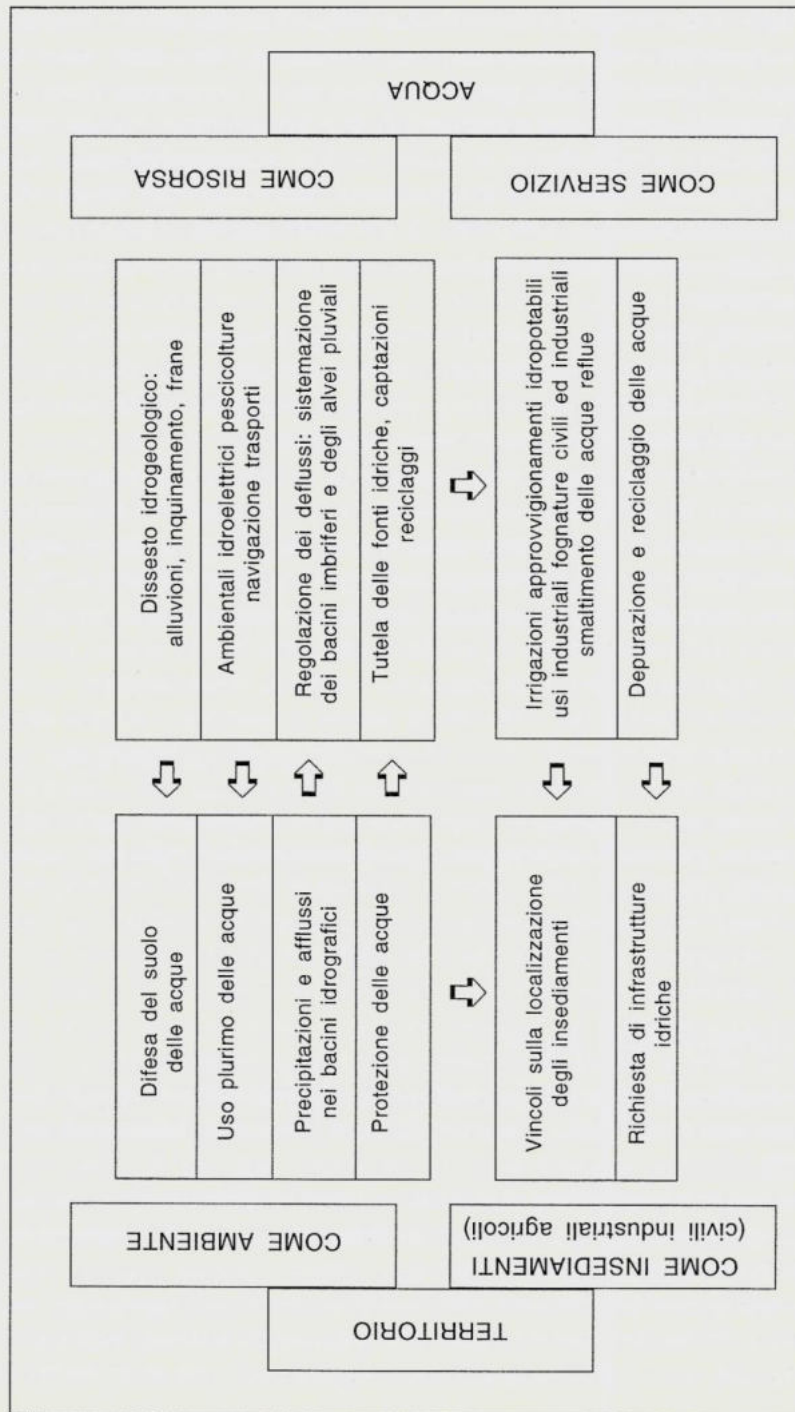 TERRITORIO
COME AMBIENTE
COME INSEDIAMENTI
(civili industriali agricoli)
Difesa del suolo
delle acque
Uso plurimo delle acque
Precipitazioni e afflussi
nei bacini idrografici
Protezione delle acque
Vincoli sulla localizzazione
degli insediamenti
Richiesta di infrastrutture
idriche
Dissesto idrogeologico:
alluvioni, inquinamento, frane
Ambientali idroelettrici pescicolture
navigazione trasporti
Regolazione dei deflussi: sistemazione
dei bacini imbriferi e degli alvei pluviali
Tutela delle fonti idriche, captazioni
reciclaggi
Irrigazioni approvvigionamenti idropotabili
usi industriali fognature civili ed industriali
smaltimento delle acque reflue
Depurazione e reciclaggio delle acque
COME RISORSA
COME SERVIZIO
ACQUA